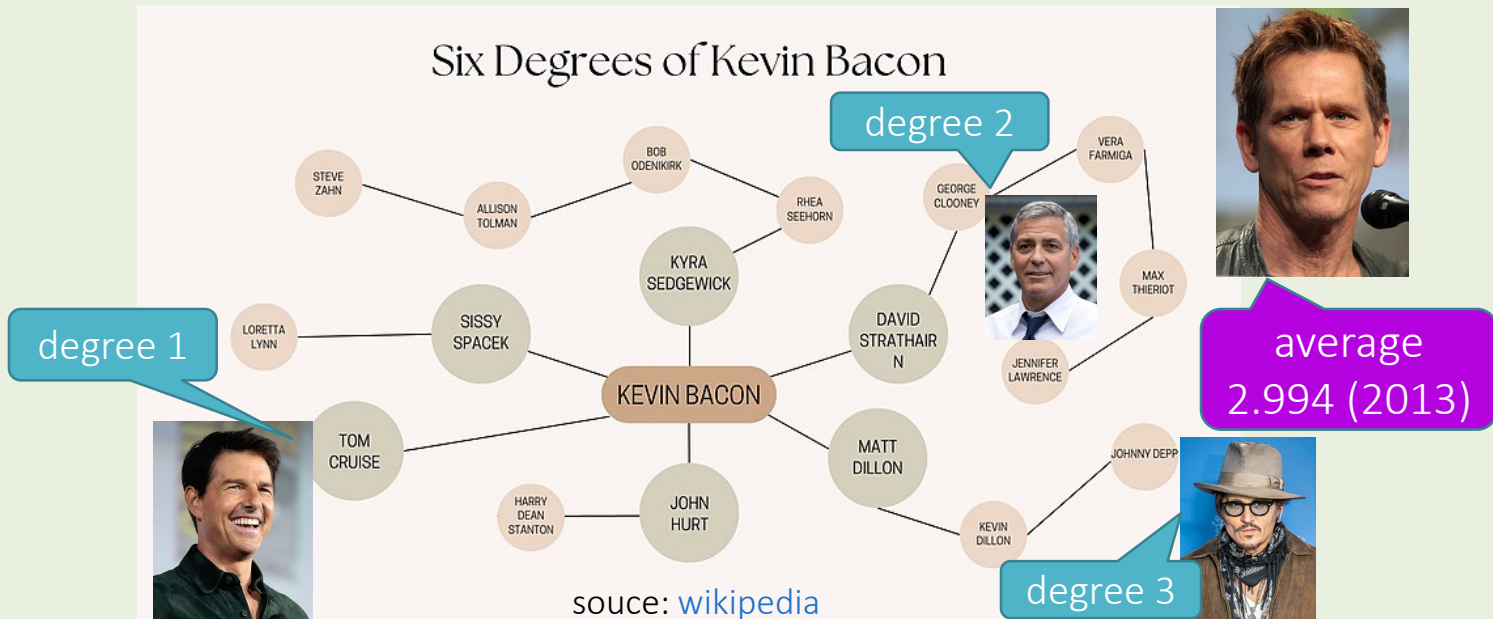 Six Degrees of Kevin Bacon
degree 2
VERA
FARMIGA
BOB
ODENIKIRK
STEVE
ZAHN
GEORGE
CLOONEY
ALLISON
TOLMAN
RHEA
SEEHORN
KYRA
SEDGEWICK
MAX
THIERIOT
degree 1
LORETTA
LYNN
SISSY
SPACEK
DAVID
STRATHAIR
N
JENNIFER
LAWRENCE
average
2.994 (2013)
KEVIN BACON
TOM
CRUISE
MATT
DILLON
JOHNNY DEPP
HARRY
DEAN
STANTON
JOHN
HURT
KEVIN
DILLON
degree 3
souce: wikipedia